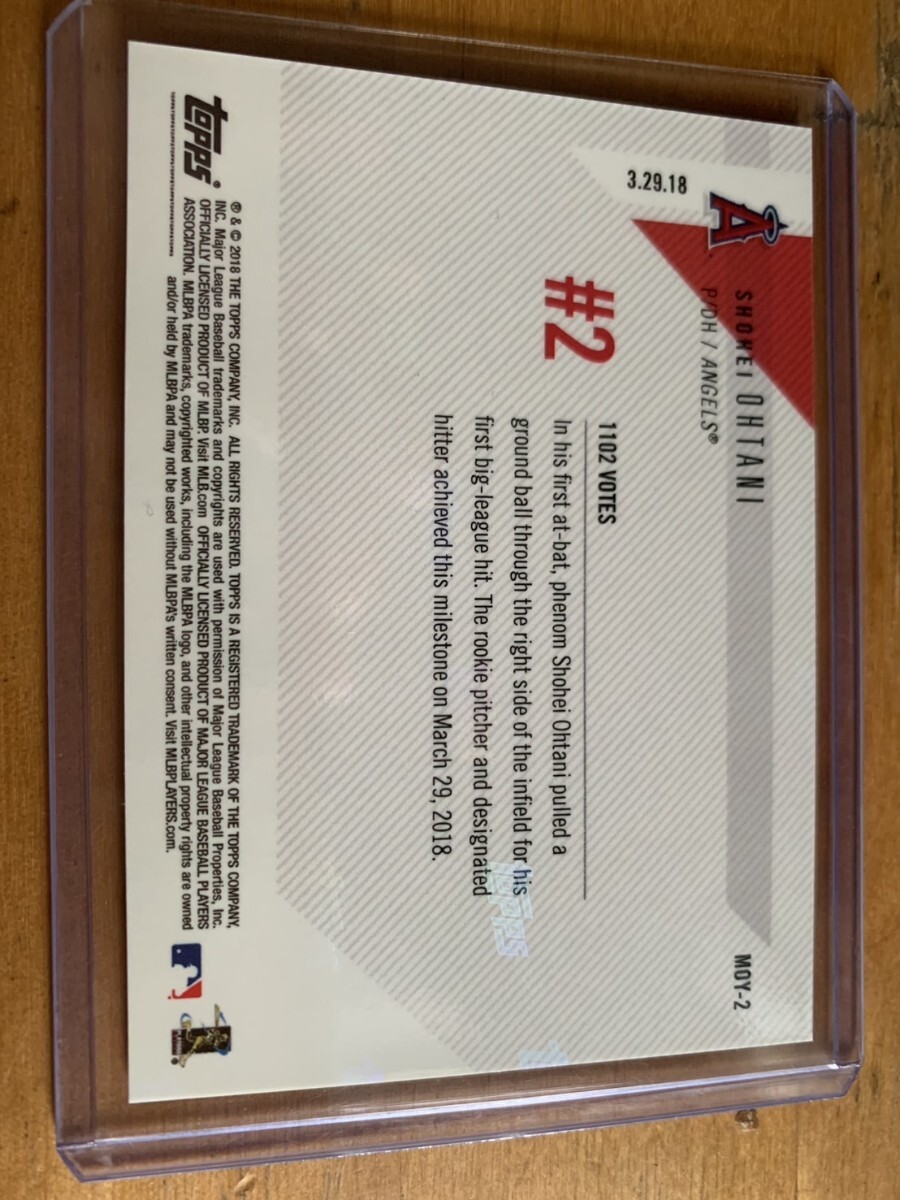 3.29.18
A
SHOHEI OHTANI
P/DH / ANGELS®
MOY-2
#2
1102 VOTES
In his first at-bat, phenom Shohei Ohtani pulled a
ground ball through the right side of the infield for his
first big-league hit. The rookie pitcher and designated
hitter achieved this milestone on March 29, 2018.
topps
topps®
® & © 2018 THE TOPPS COMPANY, INC. ALL RIGHTS RESERVED. TOPPS IS A REGISTERED TRADEMARK OF THE TOPPS COMPANY,
INC. Major League Baseball trademarks and copyrights are used with permission of Major League Baseball Properties, Inc.
OFFICIALLY LICENSED PRODUCT OF MLBP. Visit MLB.com OFFICIALLY LICENSED PRODUCT OF MAJOR LEAGUE BASEBALL PLAYERS
ASSOCIATION. MLBPA trademarks, copyrighted works, including the MLBPA logo, and other intellectual property rights are owned
and/or held by MLBPA and may not be used without MLBPA's written consent. Visit MLBPLAYERS.com.